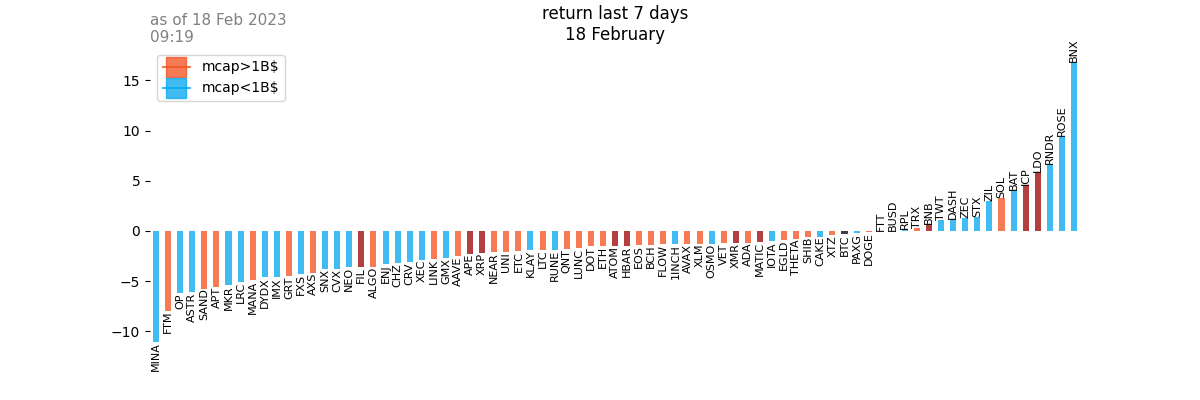 as of 18 Feb 2023
09:19
return last 7 days
18 February
mcap>1B$
mcap<1B$
15
10
5
0
−5
−10
MINA
FTM
OP
ASTR
SAND
APT
MKR
LRC
MANA
DYDX
IMX
GRT
FXS
AXS
SNX
CVX
NEO
FIL
ALGO
ENJ
CHZ
CRV
XEC
LINK
GMX
AAVE
APE
XRP
NEAR
UNI
ETC
KLAY
LTC
RUNE
QNT
LUNC
DOT
ETH
ATOM
HBAR
EOS
BCH
FLOW
1INCH
AVAX
XLM
OSMO
VET
XMR
ADA
MATIC
IOTA
EGLD
THETA
SHIB
CAKE
XTZ
BTC
PAXG
DOGE
FTT
BUSD
RPL
TRX
BNB
TWT
DASH
ZEC
STX
ZIL
SOL
BAT
ICP
LDO
RNDR
ROSE
BNX